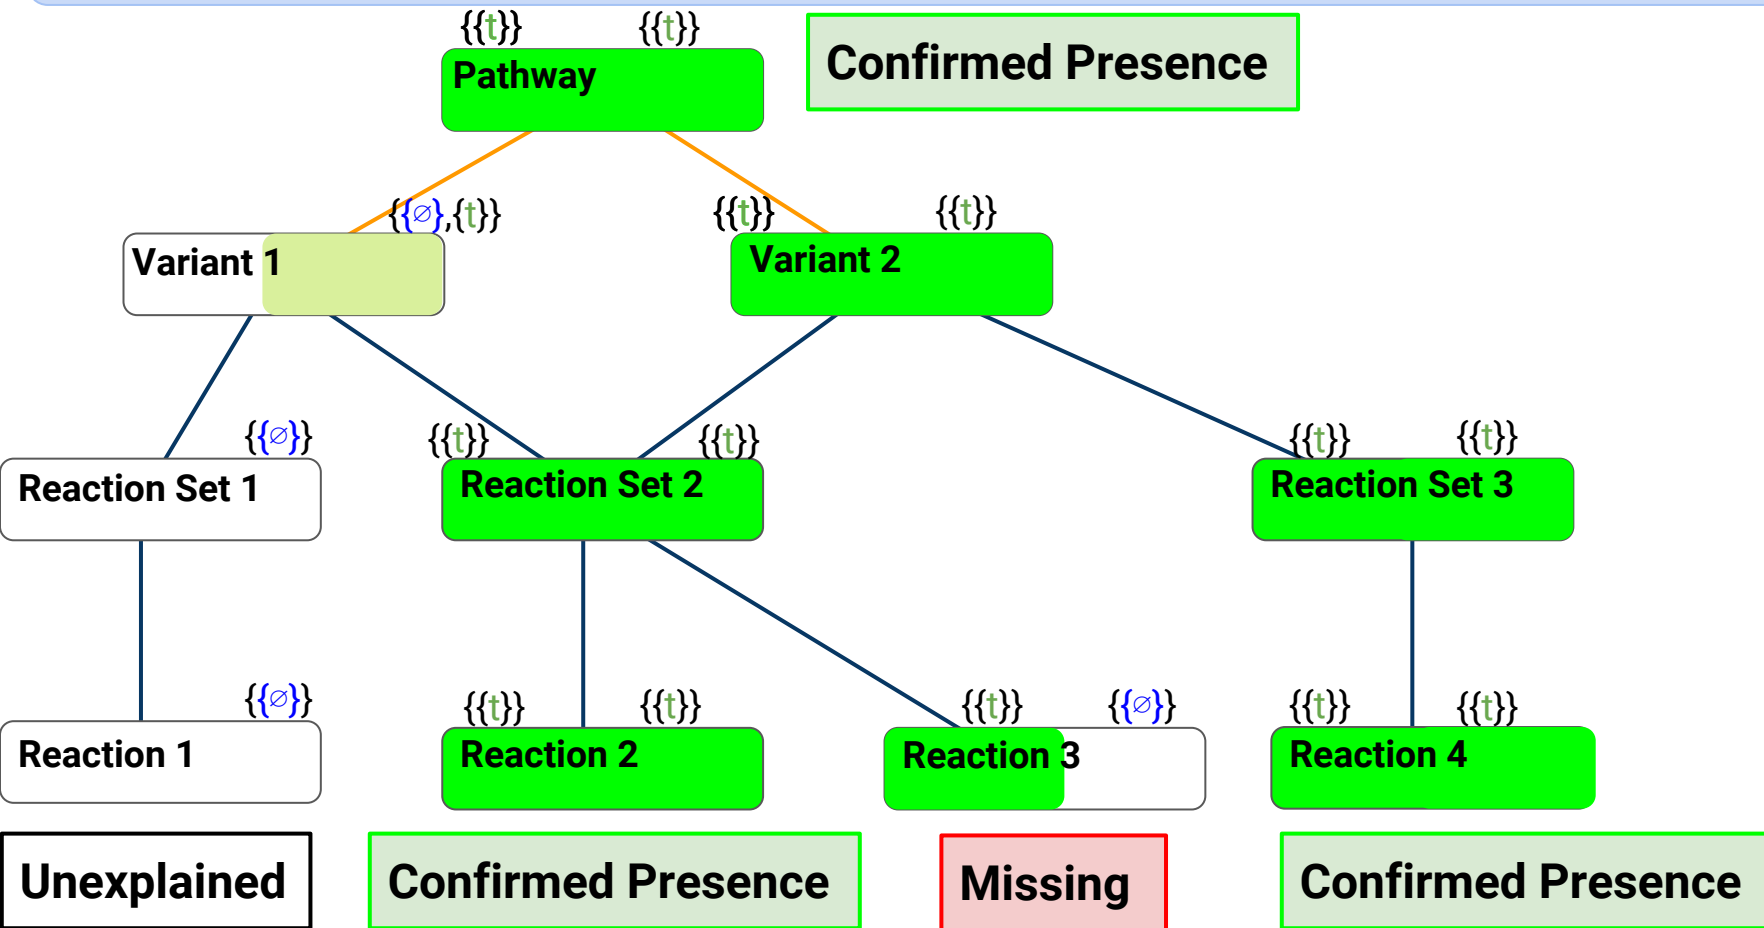 {{t}} {{t}}
Pathway
Confirmed Presence
{{∅},{t}}
{{t}} {{t}}
Variant 1
Variant 2
{{∅}}
{{t}} {{t}}
{{t}} {{t}}
Reaction Set 1
Reaction Set 2
Reaction Set 3
{{∅}}
{{t}} {{t}}
{{t}} {{∅}}
{{t}} {{t}}
Reaction 1
Reaction 2
Reaction 3
Reaction 4
Unexplained
Confirmed Presence
Missing
Confirmed Presence